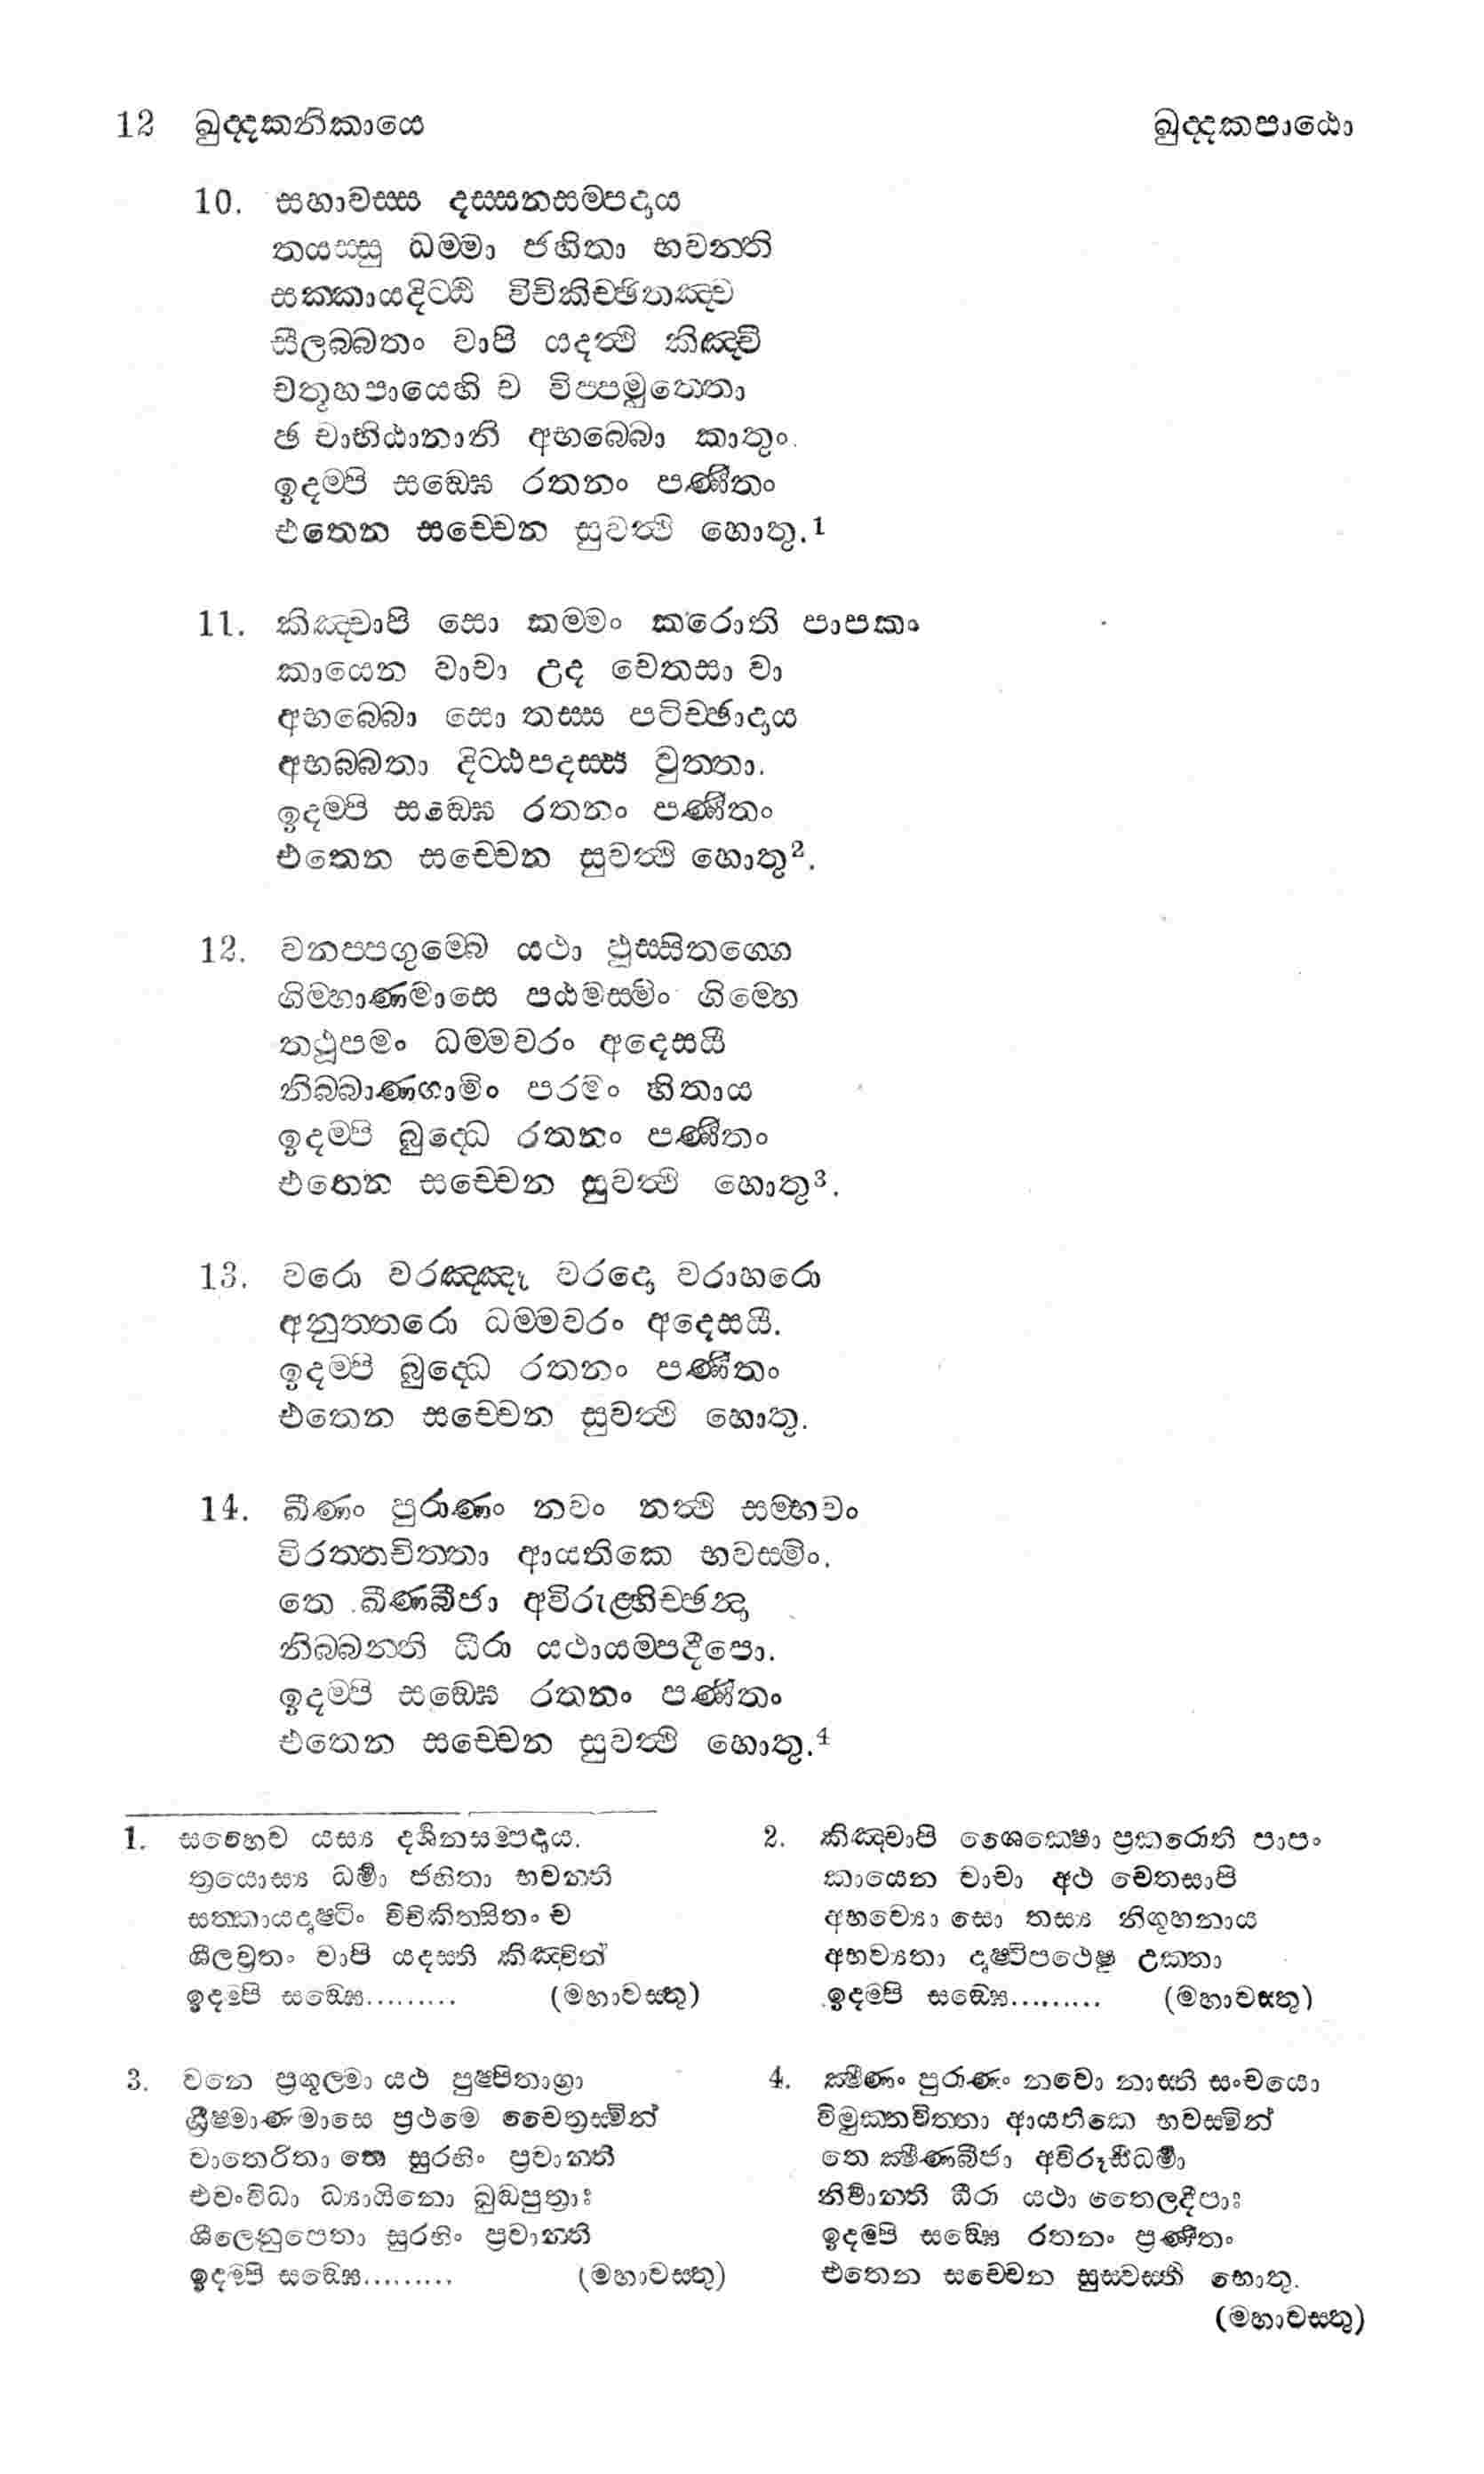 12 ඛුද්දකනිකායෙ
ඛුද්දකපාඨො
10. සහාවස්ස දස්සනසම්පදාය
තයස්සු ධම්මා ජහිතා භවන්ති
සක්කායදිට්ඨි විචිකිච්ඡිතඤ්ච
සීලබ්බතං වාපි යදත්ථි කිඤ්චි
චතූහපායෙහි ච විප්පමුත්තො
ඡ චාභිඨානානි අභබ්බො කාතුං.
ඉදම්පි සඞ්ඝෙ රතනං පණීතං
එතෙන සච්චෙන සුවත්ථි හොතු.1
11. කිඤ්චාපි සො කම්මං කරොති පාපකං
කායෙන වාචා උද චෙතසා වා
අභබ්බො සො තස්ස පටිච්ඡාදාය
අභබ්බතා දිට්ඨපදස්ස වුත්තා.
ඉදම්පි සඞ්ඝෙ රතනං පණීතං
එතෙන සච්චෙන සුවත්ථි හොතු2.
12. වනප්පගුම්බෙ යථා ඵුස්සිතග්ගෙ
ගිම්හාණමාසෙ පඨමස්මිං ගිම්හෙ
තථූපමං ධම්මවරං අදෙසයී
නිබ්බාණගාමිං පරමං හිතාය
ඉදම්පි බුද්ධෙ රතනං පණීතං
එතෙන සච්චෙන සුවත්ථි හොතු3.
13. වරො වරඤ්ඤූ වරදො වරාහරො
අනුත්තරො ධම්මවරං අදෙසයී.
ඉදම්පි බුද්ධෙ රතනං පණීතං
එතෙන සච්චෙන සුවත්ථි හොතු.
14. ඛීණං පුරාණං නවං නත්ථි සම්භවං
විරත්තචිත්තා ආයතිකෙ භවස්මිං.
තෙ ඛීණබීජා අවිරුළ්හිච්ඡන්දා
නිබ්බන්ති ධීරා යථායම්පදීපො.
ඉදම්පි සඞ්ඝෙ රතනං පණීතං
එතෙන සච්චෙන සුවත්ථි හොතු.4
1. සහෙව යස්ය දර්ශනසම්පදාය.
ත්‍රයොස්ය ධර්මා ජහිතා භවන්ති
සත්කායදෘෂ්ටිං විචිකිත්සිතං ච
ශීලව්‍රතං වාපි යදස්ති කිඤ්චිත්
ඉදම්පි සඞ්ඝෙ......... (මහාවස්තු)
2. කිඤ්චාපි ශෛක්ෂො ප්‍රකරොති පාපං
කායෙන වාචා අථ චෙතසාපි
අභව්‍යො සො තස්‍ය නිගූහනාය
අභව්‍යතා දෘෂ්ටිපථෙෂු උක්තා
ඉදම්පි සඞ්ඝෙ......... (මහාවස්තු)
3. වනෙ ප්‍රගුල්මා යථ පුෂ්පිතාග්‍රා
ග්‍රීෂ්මාණමාසෙ ප්‍රථමෙ චෛත්‍රස්මින්
වාතෙරිතා තෙ සුරභිං ප්‍රවාන්ති
එවංවිධා ධ්‍යායිනො බුද්ධපුත්‍රාඃ
ශීලෙනුපෙතා සුරභිං ප්‍රවාන්ති
ඉදම්පි සඞ්ඝෙ......... (මහාවස්තු)
4. ක්ෂීණං පුරාණං නවො නාස්ති සංචයො
විමුක්තචිත්තා ආයතිකෙ භවස්මින්
තෙ ක්ෂීණබීජා අවිරූඪිධර්මා
නිර්වාන්ති ධීරා යථා තෛලදීපාඃ
ඉදම්පි සඞ්ඝෙ රතනං ප්‍රණීතං
එතෙන සච්චෙන සුස්වස්ති භොතු.
(මහාවස්තු)